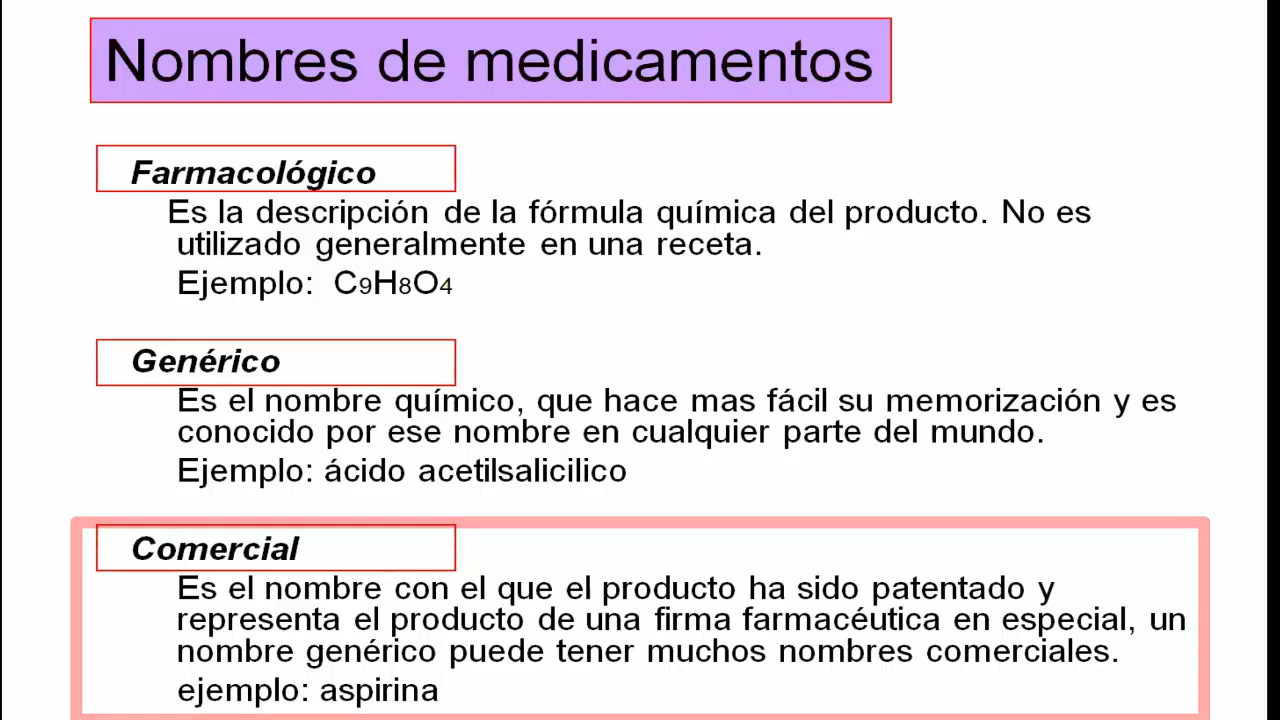 Nombres de medicamentos
Farmacológico
Es la descripción de la fórmula química del producto. No es
utilizado generalmente en una receta.
Ejemplo: C9H8O4
Genérico
Es el nombre químico, que hace mas fácil su memorización y es
conocido por ese nombre en cualquier parte del mundo.
Ejemplo: ácido acetilsalicilico
Comercial
Es el nombre con el que el producto ha sido patentado y
representa el producto de una firma farmacéutica en especial, un
nombre genérico puede tener muchos nombres comerciales.
ejemplo: aspirina